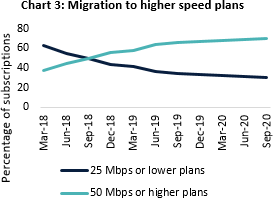 Chart 3: Migration to higher speed plans
Percentage of subscriptions
80
60
40
20
0
Mar-18
Jun-18
Sep-18
Dec-18
Mar-19
Jun-19
Sep-19
Dec-19
Mar-20
Jun-20
Sep-20
25 Mbps or lower plans
50 Mbps or higher plans